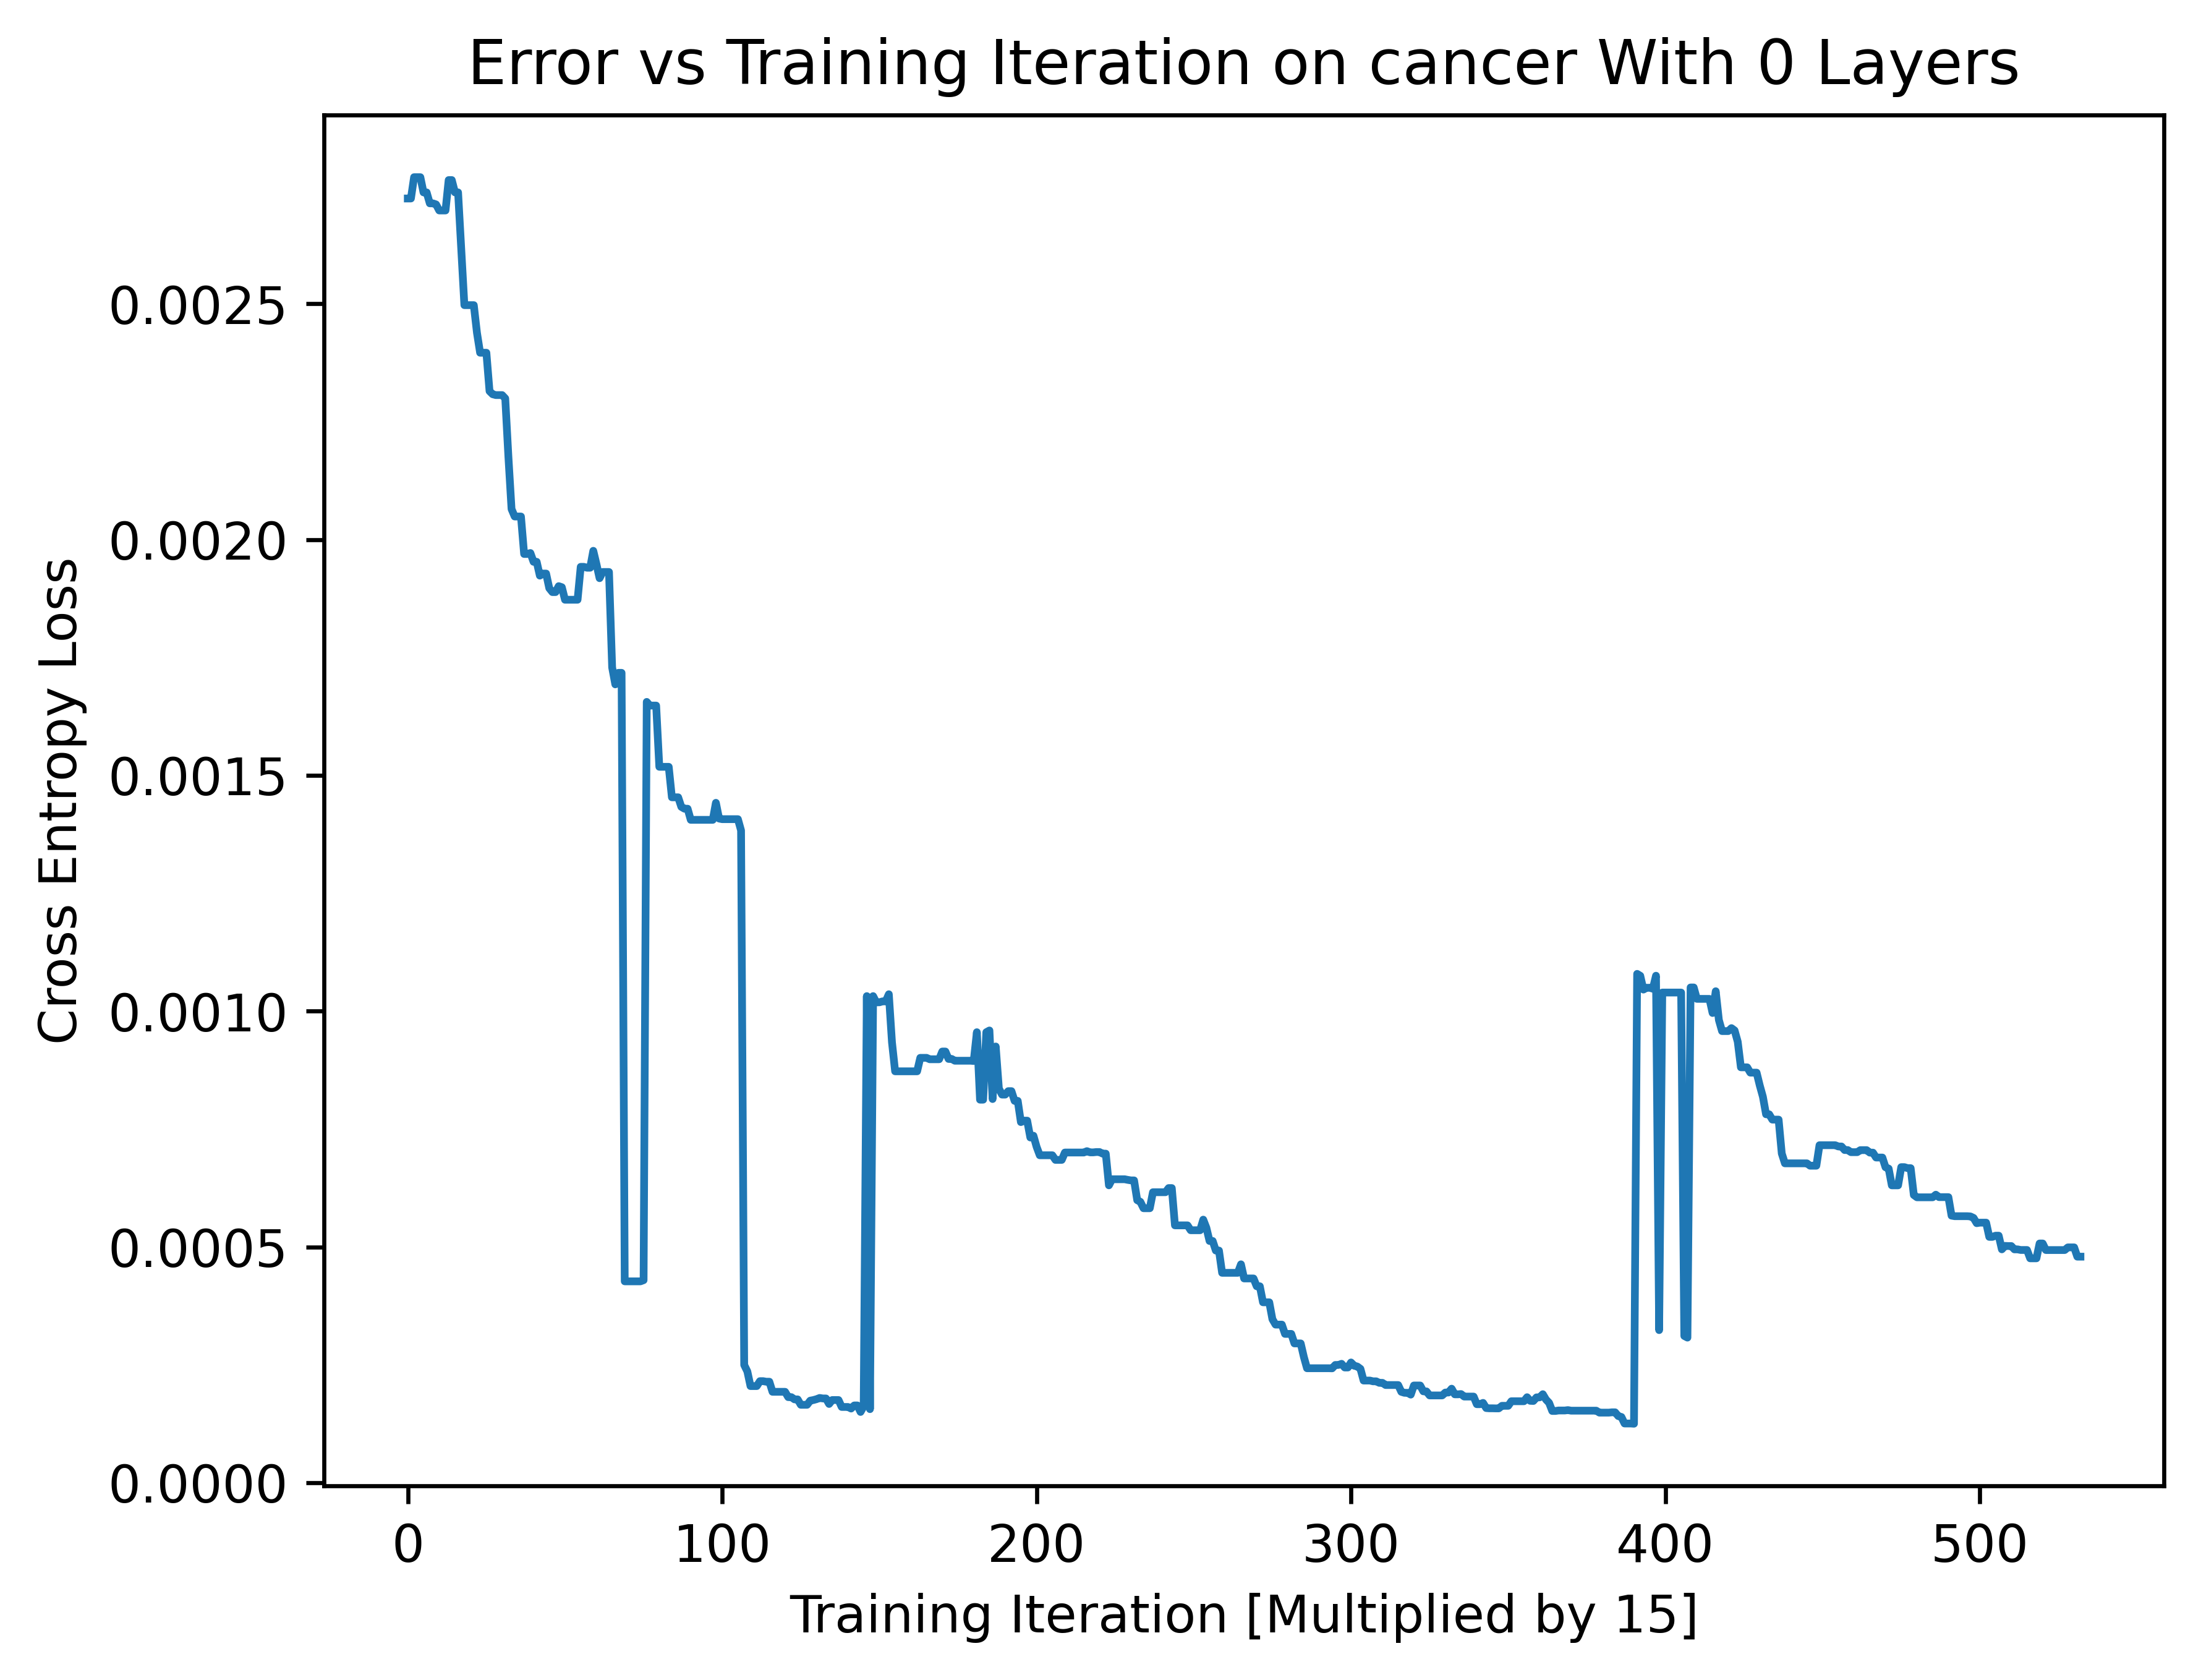 Error vs Training Iteration on cancer With 0 Layers
Cross Entropy Loss
0.0025
0.0020
0.0015
0.0010
0.0005
0.0000
0 100 200 300 400 500
Training Iteration [Multiplied by 15]